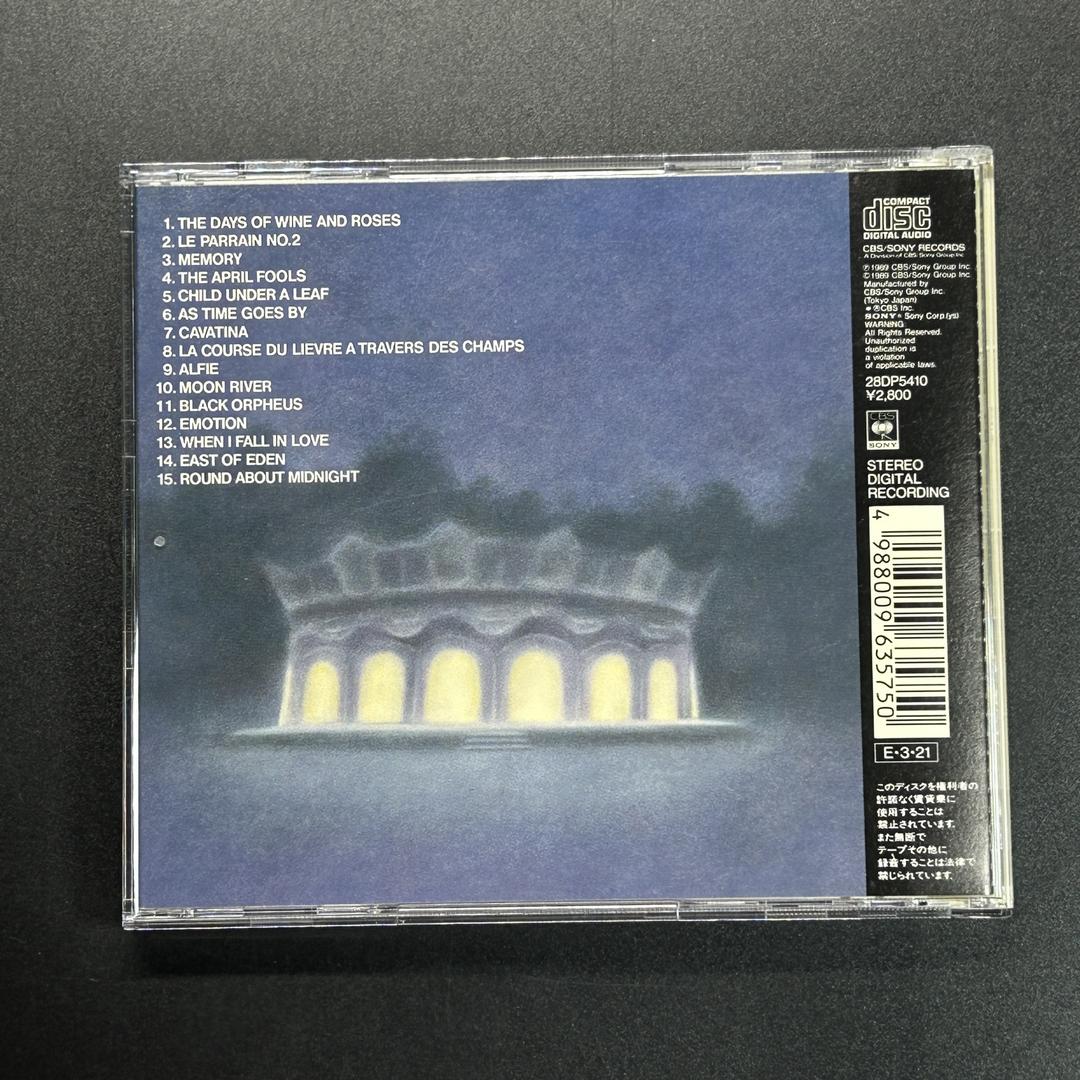 1. THE DAYS OF WINE AND ROSES
2. LE PARRAIN NO.2
3. MEMORY
4. THE APRIL FOOLS
5. CHILD UNDER A LEAF
6. AS TIME GOES BY
7. CAVATINA
8. LA COURSE DU LIEVRE A TRAVERS DES CHAMPS
9. ALFIE
10. MOON RIVER
11. BLACK ORPHEUS
12. EMOTION
13. WHEN I FALL IN LOVE
14. EAST OF EDEN
15. ROUND ABOUT MIDNIGHT
COMPACT
disc
DIGITAL AUDIO
CBS/SONY RECORDS
A Division of CBS/Sony Group Inc.
℗1989 CBS/Sony Group Inc.
©1989 CBS/Sony Group Inc.
Manufactured by
CBS/Sony Group Inc.
(Tokyo Japan)
CBS Inc.
SONY® Sony Corp.(ys)
WARNING:
All Rights Reserved.
Unauthorized
duplication is
a violation
of applicable laws.
28DP5410
¥2,800
CBS
SONY
STEREO
DIGITAL
RECORDING
4 988009 635750
E•3•21
このディスクを権利者の
許諾なく賃貸業に
使用することは
禁止されています。
また無断で
テープその他に
録音することは法律で
禁じられています。